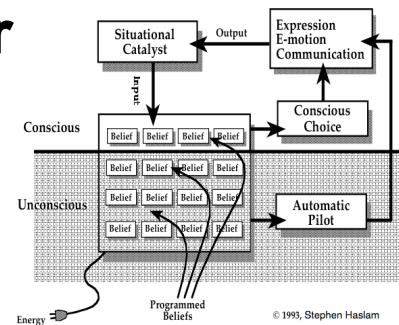 r
Situational
Catalyst
Output
Expression
E-motion
Communication
Input
Conscious
Choice
Conscious
Belief Belief Belief Belief
Belief Belief Belief Belief
Unconscious
Belief Belief Belief Belief
Belief Belief Belief Belief
Automatic
Pilot
Programmed
Beliefs
Energy
© 1993, Stephen Haslam